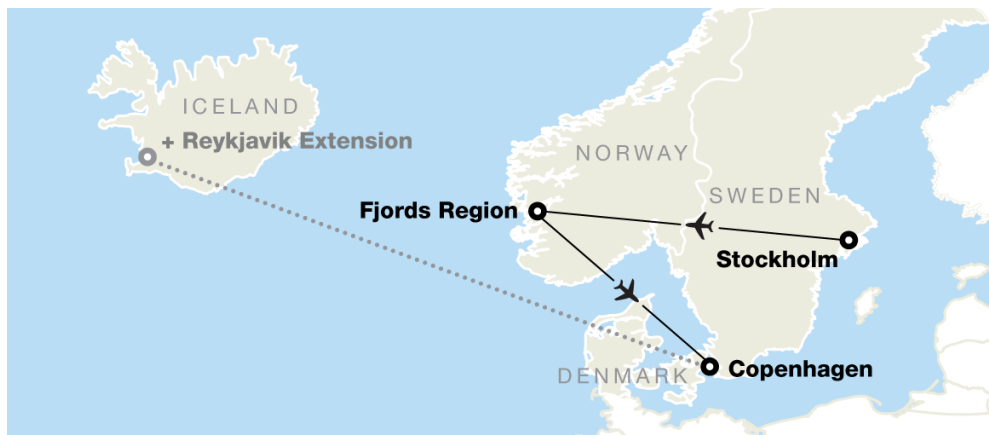 ICELAND
+ Reykjavik Extension
NORWAY
SWEDEN
Fjords Region
Stockholm
DENMARK
Copenhagen